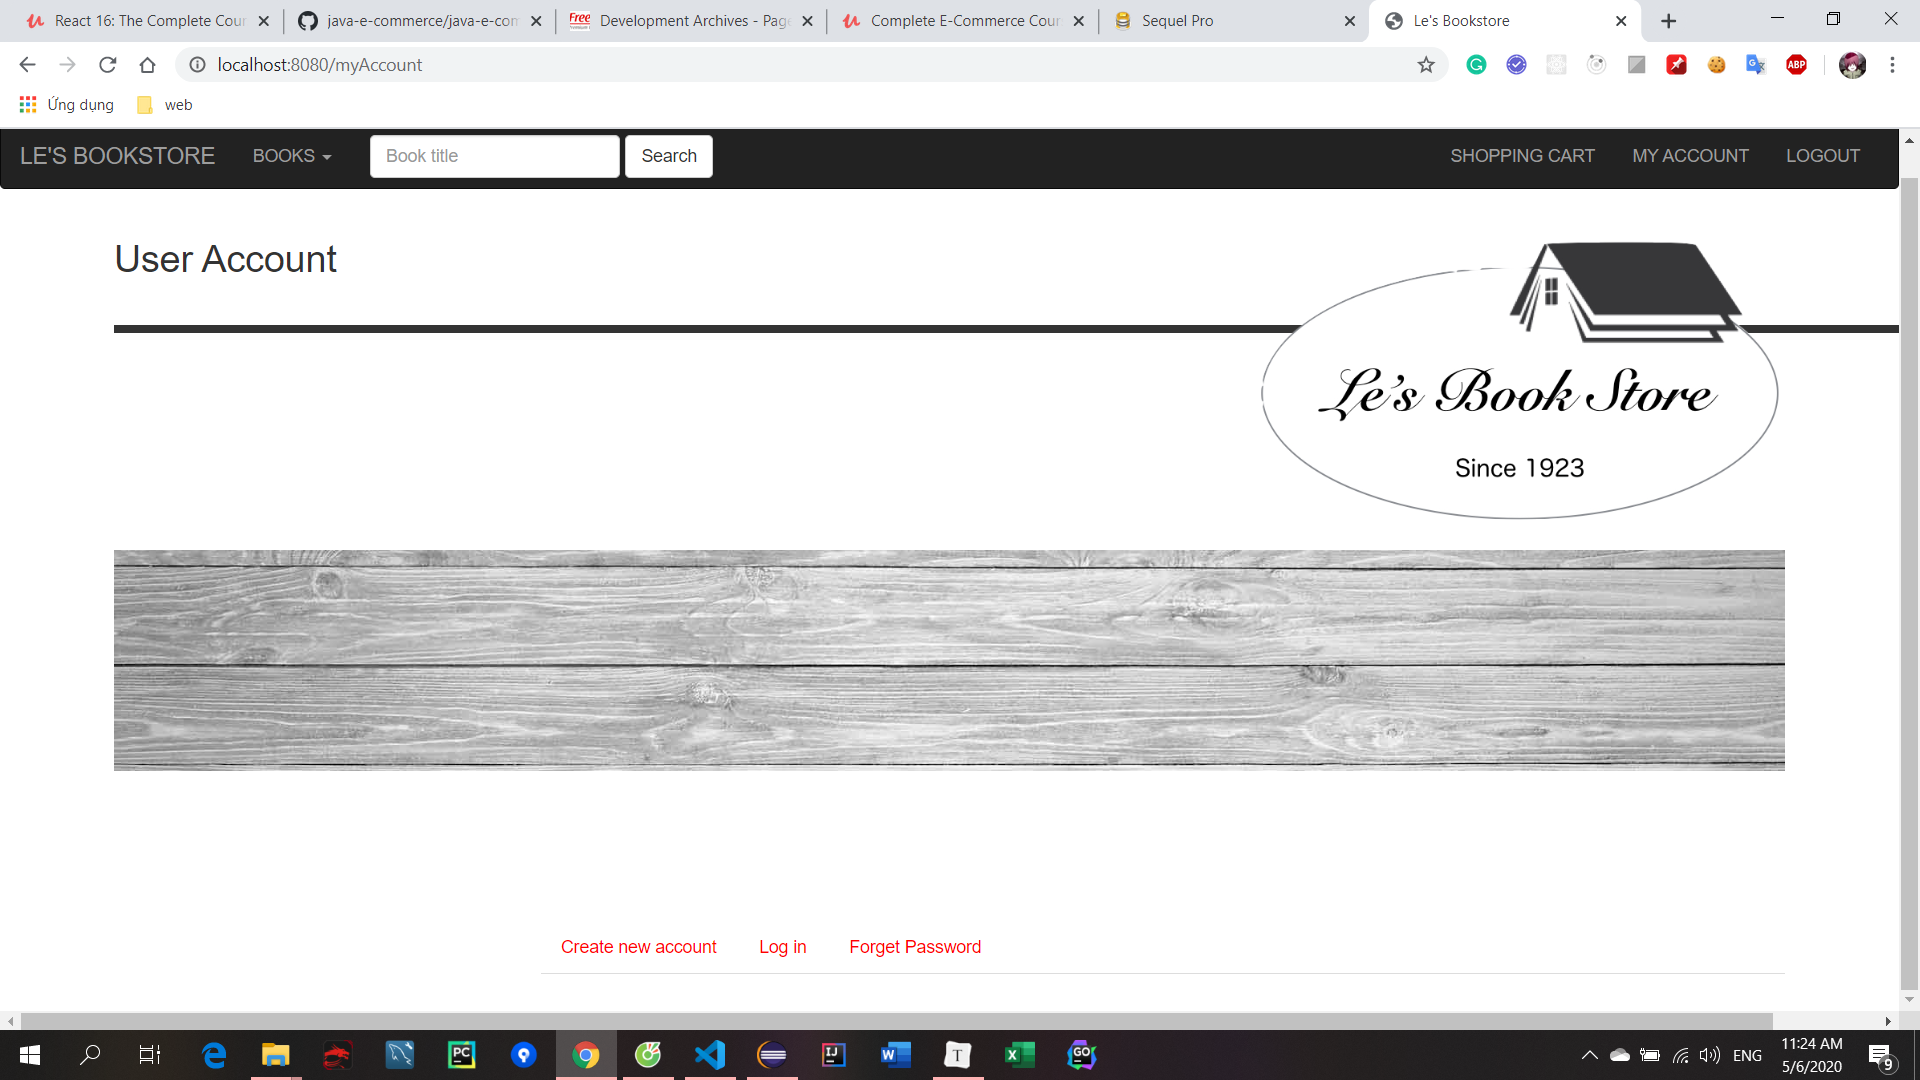 React 16: The Complete Cour
java-e-commerce/java-e-com
Development Archives - Page
Complete E-Commerce Cour
Sequel Pro
Le's Bookstore
localhost:8080/myAccount
Ứng dụng
web
LE'S BOOKSTORE
BOOKS
Book title
Search
SHOPPING CART
MY ACCOUNT
LOGOUT
User Account
Le's Book Store
Since 1923
Create new account
Log in
Forget Password
ENG
11:24 AM
5/6/2020
9